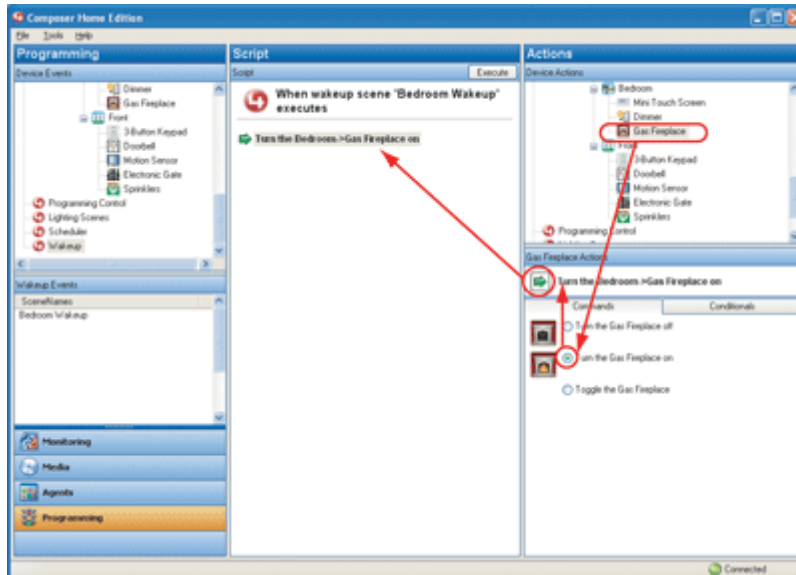 Composer Home Edition
File Tools Help
Programming
Device Events
Dimmer
Gas Fireplace
Front
3-Button Keypad
Doorbell
Motion Sensor
Electronic Gate
Sprinklers
Programming Control
Lighting Scenes
Scheduler
Wakeup
Wakeup Events
SceneNames
Bedroom Wakeup
Monitoring
Media
Agents
Programming
Script
Script Execute
When wakeup scene "Bedroom Wakeup"
executes
Turn the Bedroom->Gas Fireplace on
Actions
Device Actions
Bedroom
Mini Touch Screen
Dimmer
Gas Fireplace
Front
3-Button Keypad
Doorbell
Motion Sensor
Electronic Gate
Sprinklers
Programming Control
Gas Fireplace Actions
Turn the Bedroom->Gas Fireplace on
Commands Conditionals
Turn the Gas Fireplace off
Turn the Gas Fireplace on
Toggle the Gas Fireplace
Connected